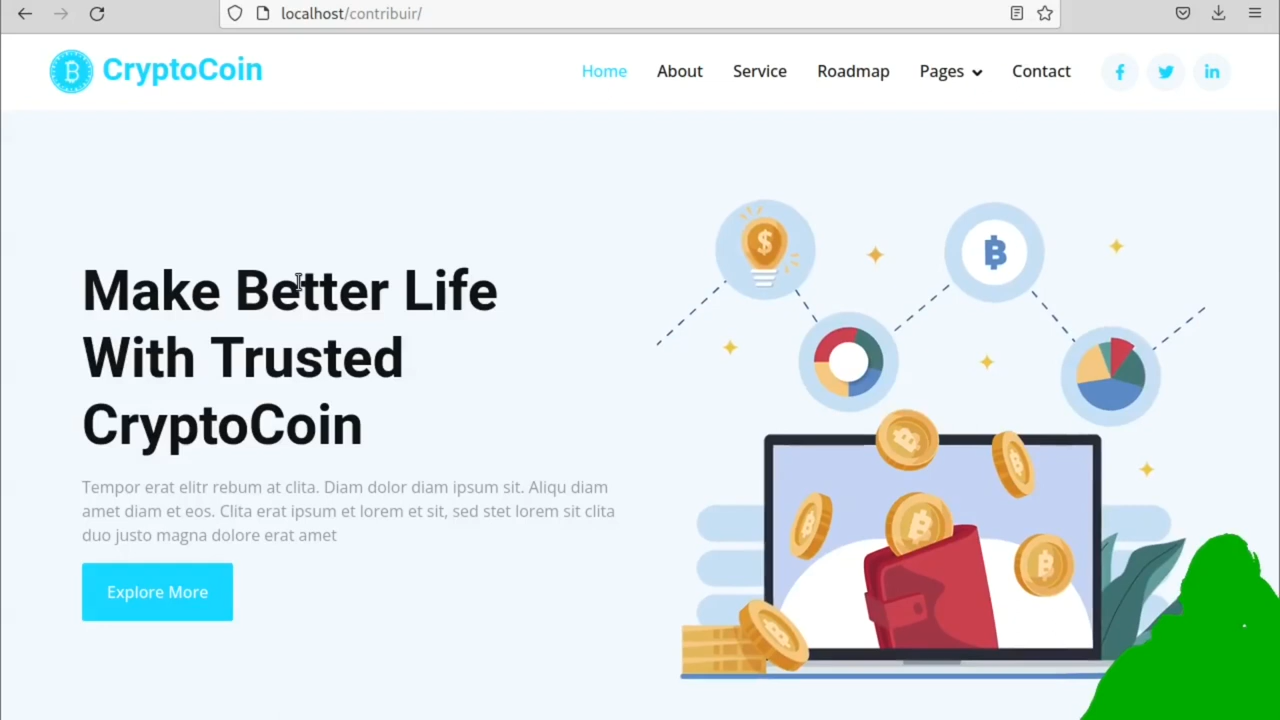 localhost/contribuir/
CryptoCoin
Home About Service Roadmap Pages Contact
Make Better Life
With Trusted
CryptoCoin
Tempor erat elitr rebum at clita. Diam dolor diam ipsum sit. Aliqu diam
amet diam et eos. Clita erat ipsum et lorem et sit, sed stet lorem sit clita
duo justo magna dolore erat amet
Explore More